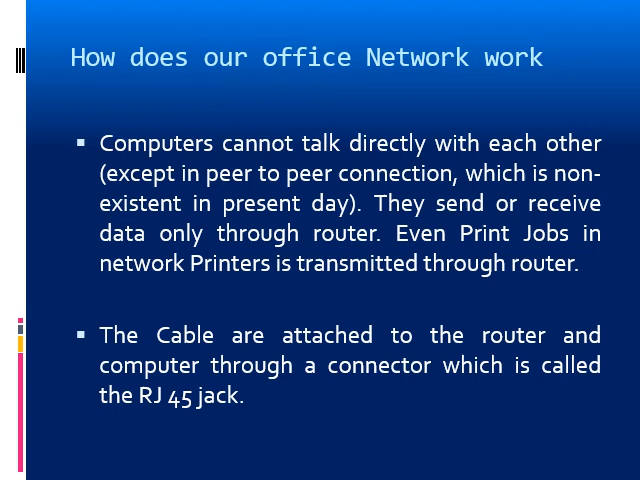 How does our office Network work
▪ Computers cannot talk directly with each other
(except in peer to peer connection, which is non-
existent in present day). They send or receive
data only through router. Even Print Jobs in
network Printers is transmitted through router.
▪ The Cable are attached to the router and
computer through a connector which is called
the RJ 45 jack.